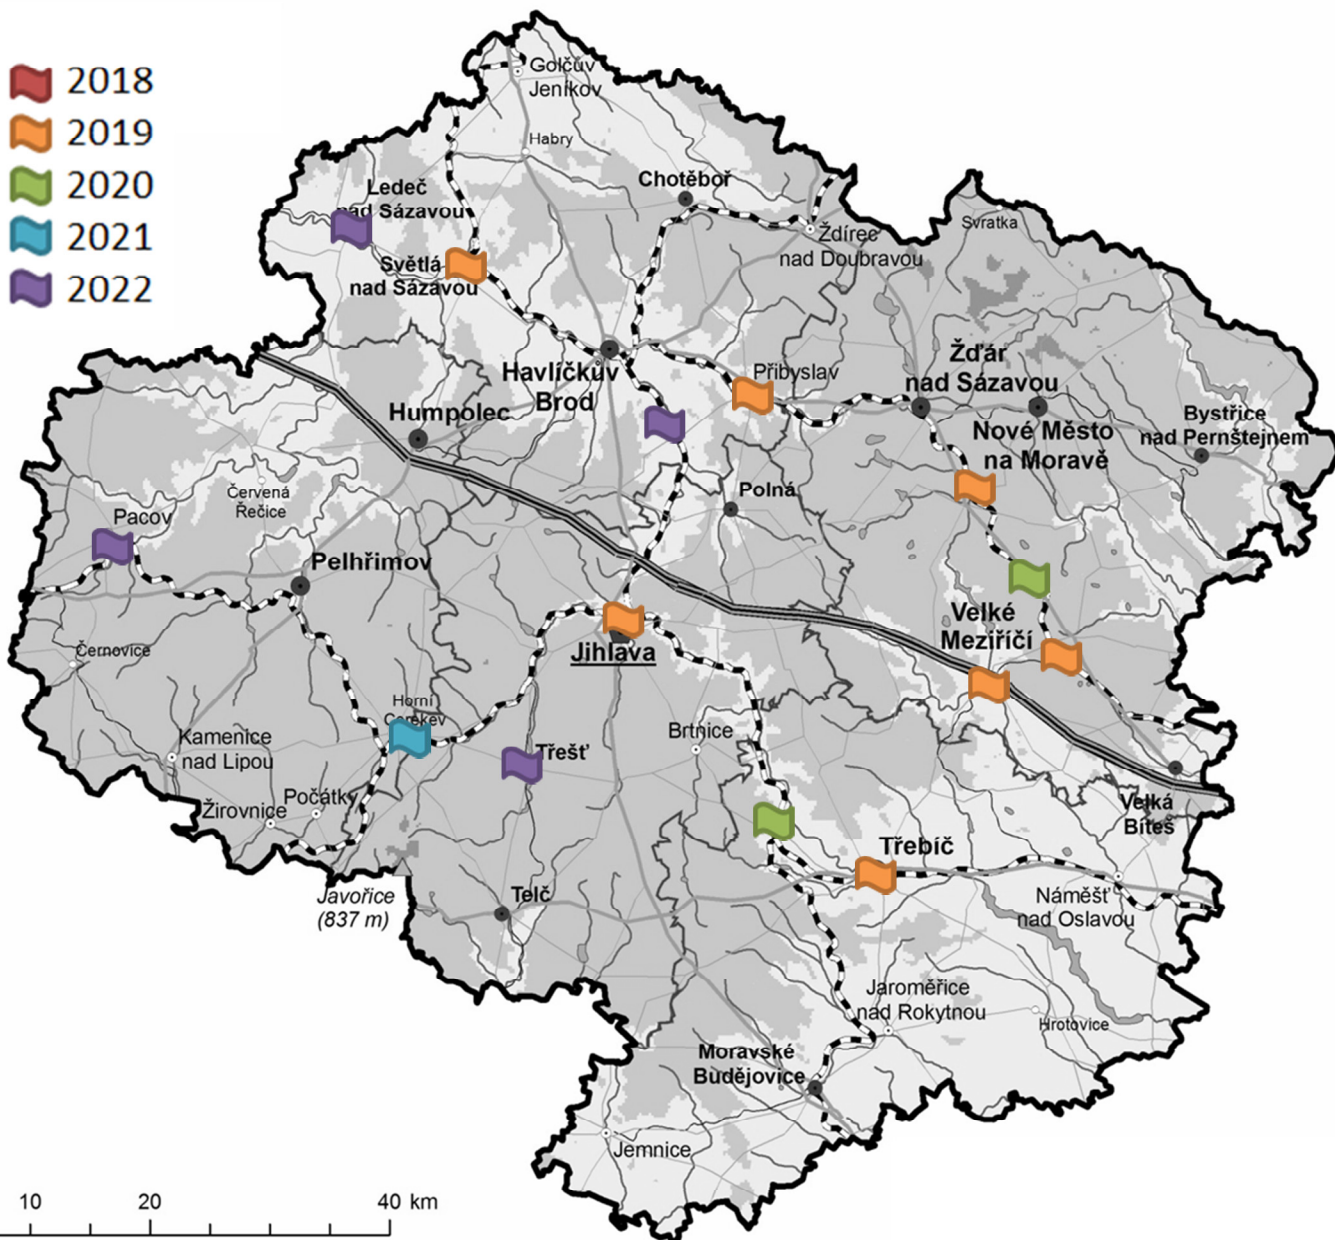 2018
2019
2020
2021
2022
Golčův
Jeníkov
Habry
Ledeč
nad Sázavou
Chotěboř
Svratka
Ždírec
nad Doubravou
Světlá
nad Sázavou
Havlíčkův
Brod
Přibyslav
Žďár
nad Sázavou
Humpolec
Nové Město
na Moravě
Bystřice
nad Pernštejnem
Červená
Řečice
Polná
Pacov
Pelhřimov
Velké
Meziříčí
Jihlava
Černovice
Horní
Cerekev
Brtnice
Kamenice
nad Lipou
Třešť
Počátky
Žirovnice
Velká
Bíteš
Třebíč
Javořice
(837 m)
Telč
Náměšť
nad Oslavou
Jaroměřice
nad Rokytnou
Hrotovice
Moravské
Budějovice
Jemnice
10 20 40 km